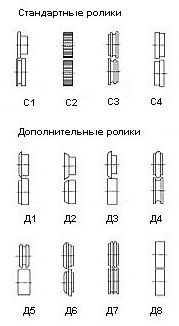 Стандартные ролики
С1 С2 С3 С4
Дополнительные ролики
Д1 Д2 Д3 Д4
Д5 Д6 Д7 Д8